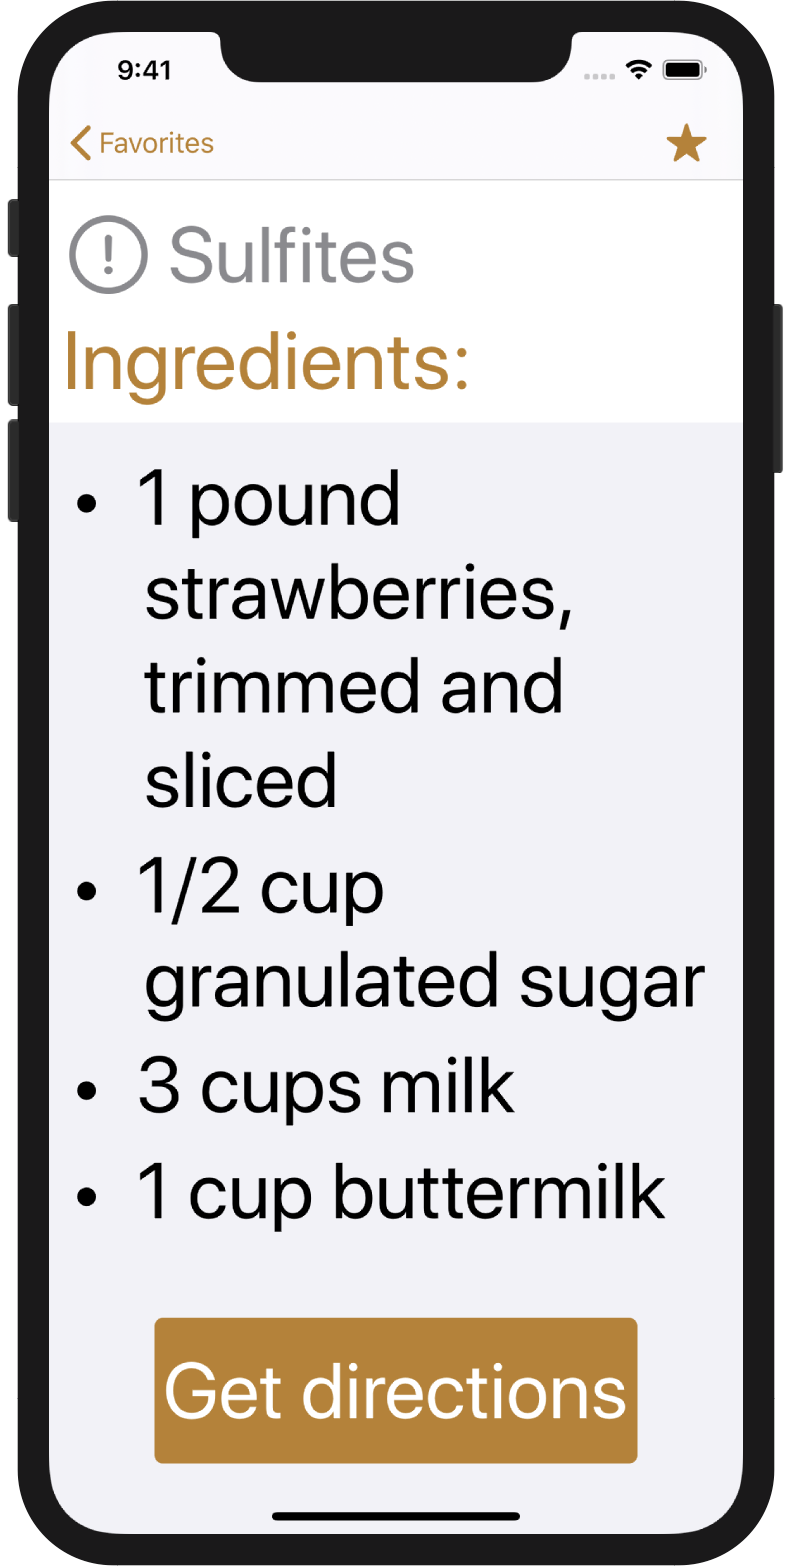 9:41
Favorites
Sulfites
Ingredients:
• 1 pound
strawberries,
trimmed and
sliced
• 1/2 cup
granulated sugar
• 3 cups milk
• 1 cup buttermilk
Get directions